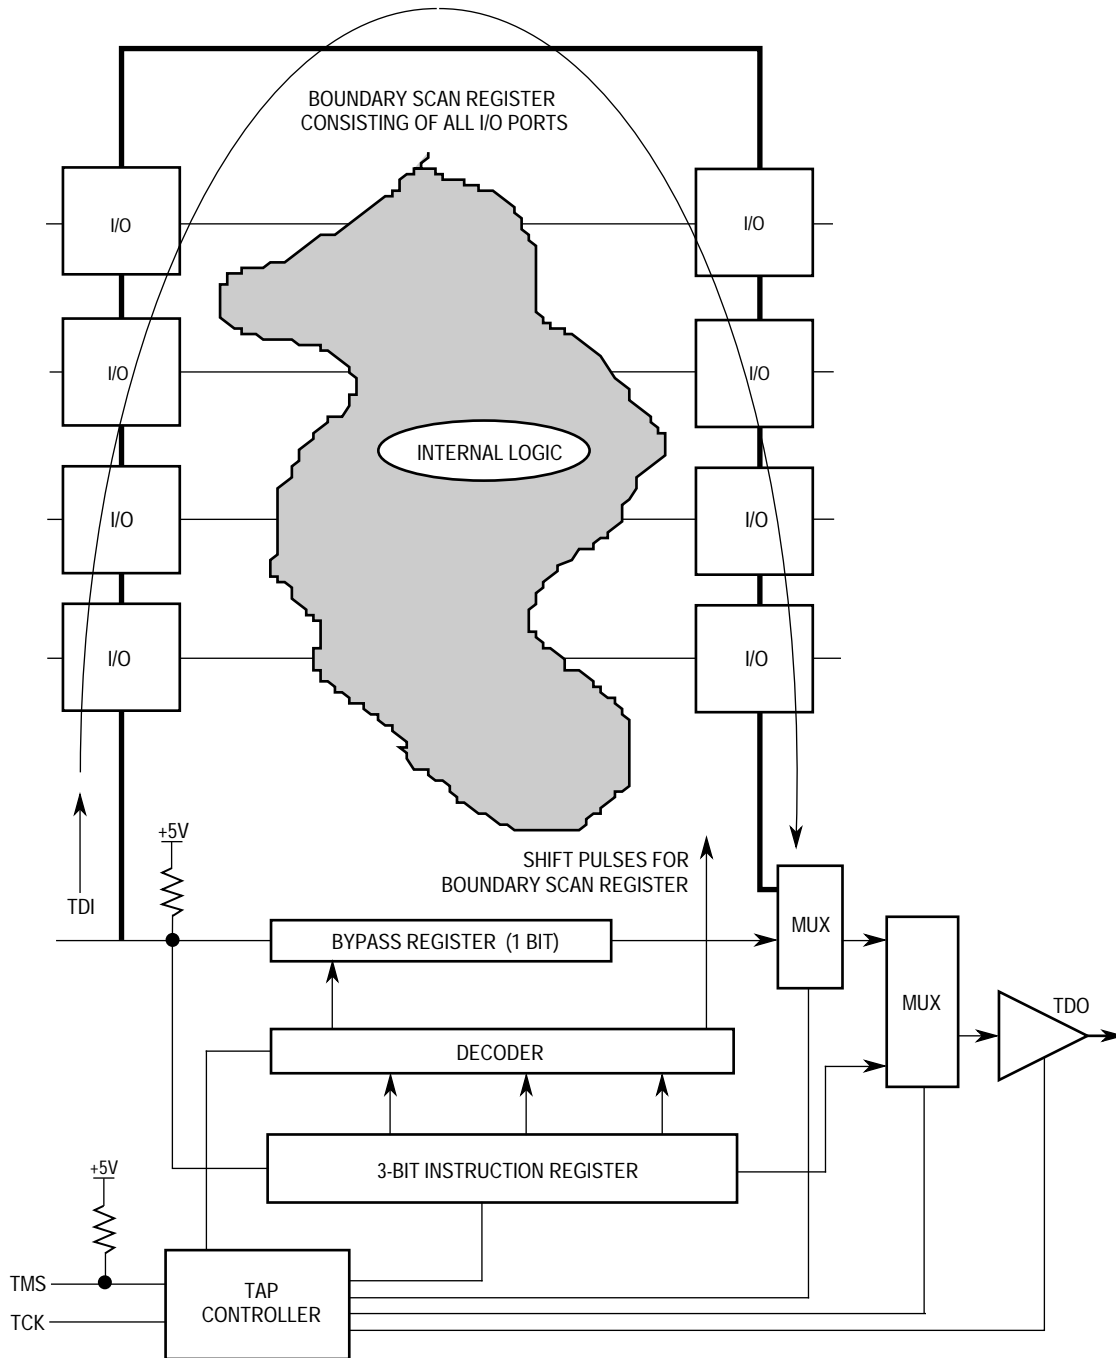 BOUNDARY SCAN REGISTER
CONSISTING OF ALL I/O PORTS
I/O
I/O
I/O
I/O
INTERNAL LOGIC
I/O
I/O
I/O
I/O
+5V
TDI
SHIFT PULSES FOR
BOUNDARY SCAN REGISTER
MUX
BYPASS REGISTER (1 BIT)
MUX
TDO
DECODER
3-BIT INSTRUCTION REGISTER
+5V
TMS
TCK
TAP
CONTROLLER